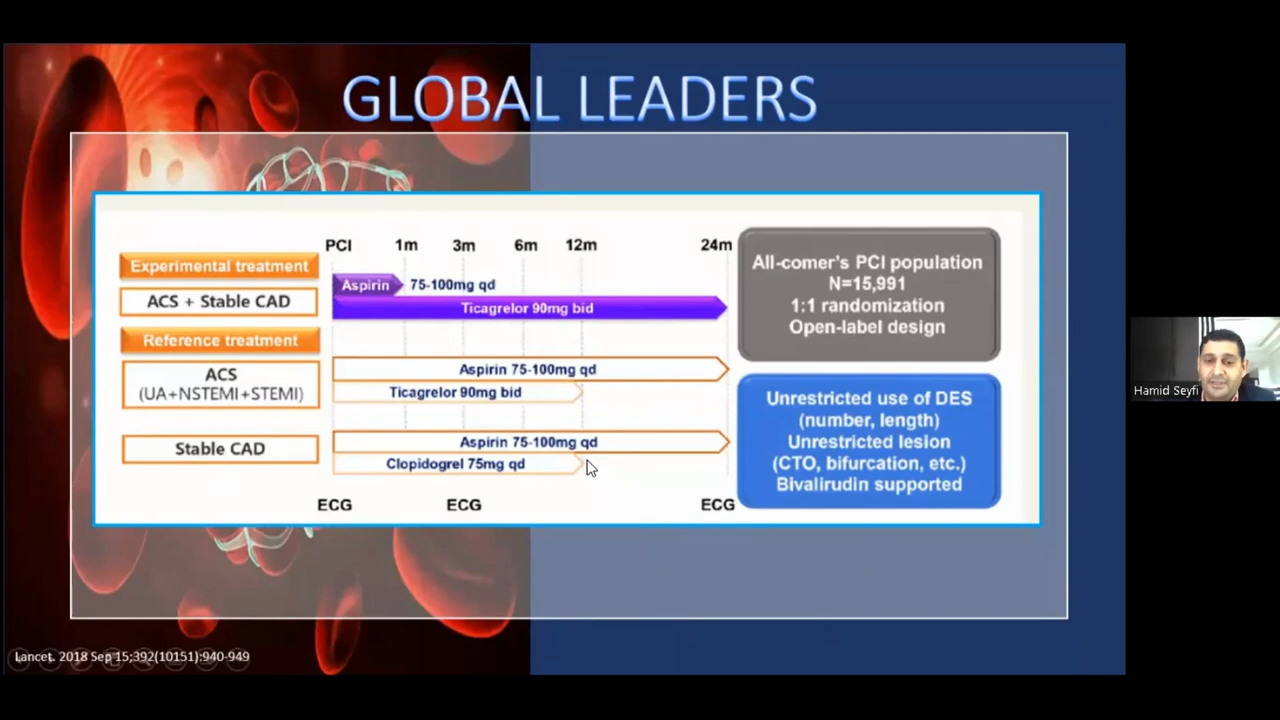 GLOBAL LEADERS
PCI 1m 3m 6m 12m 24m
Experimental treatment
ACS + Stable CAD
Aspirin 75-100mg qd
Ticagrelor 90mg bid
Reference treatment
ACS
(UA+NSTEMI+STEMI)
Aspirin 75-100mg qd
Ticagrelor 90mg bid
Stable CAD
Aspirin 75-100mg qd
Clopidogrel 75mg qd
ECG ECG ECG
All-comer's PCI population
N=15,991
1:1 randomization
Open-label design
Unrestricted use of DES
(number, length)
Unrestricted lesion
(CTO, bifurcation, etc.)
Bivalirudin supported
Lancet. 2018 Sep 15;392(10151):940-949
Hamid Seyfi